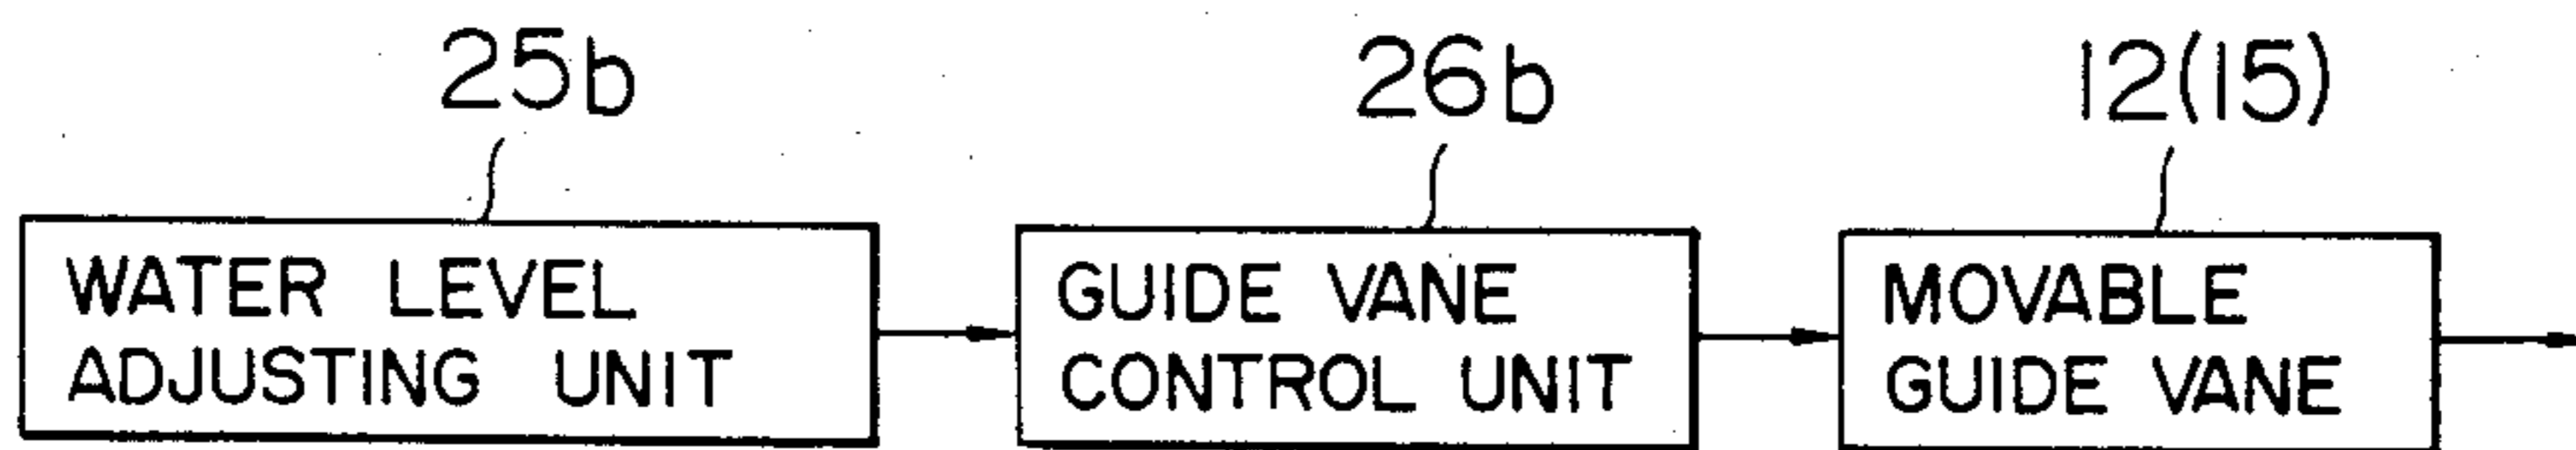 25b
26b
12(15)
WATER LEVEL
ADJUSTING UNIT
GUIDE VANE
CONTROL UNIT
MOVABLE
GUIDE VANE